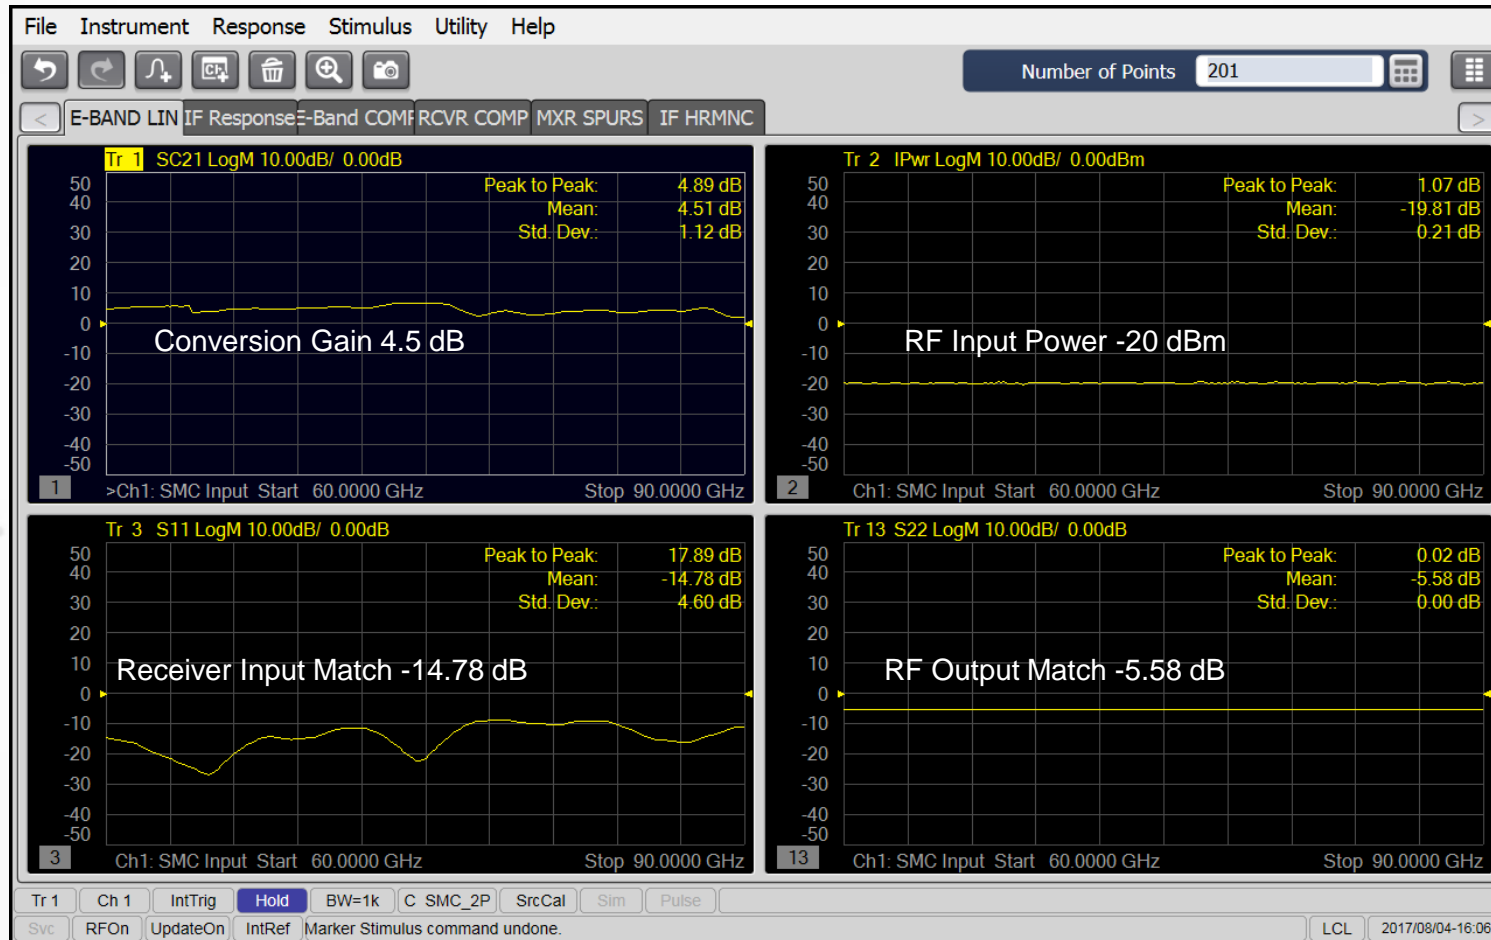 File Instrument Response Stimulus Utility Help
Number of Points 201
< E-BAND LIN IF Response E-Band COMF RCVR COMP MXR SPURS IF HRMNC >
Tr 1 SC21 LogM 10.00dB/ 0.00dB
Peak to Peak: 4.89 dB
Mean: 4.51 dB
Std. Dev.: 1.12 dB
50
40
30
20
10
0
-10
-20
-30
-40
-50
Conversion Gain 4.5 dB
1 >Ch1: SMC Input Start 60.0000 GHz Stop 90.0000 GHz
Tr 2 IPwr LogM 10.00dB/ 0.00dBm
Peak to Peak: 1.07 dB
Mean: -19.81 dB
Std. Dev.: 0.21 dB
50
40
30
20
10
0
-10
-20
-30
-40
-50
RF Input Power -20 dBm
2 Ch1: SMC Input Start 60.0000 GHz Stop 90.0000 GHz
Tr 3 S11 LogM 10.00dB/ 0.00dB
Peak to Peak: 17.89 dB
Mean: -14.78 dB
Std. Dev.: 4.60 dB
50
40
30
20
10
0
-10
-20
-30
-40
-50
Receiver Input Match -14.78 dB
3 Ch1: SMC Input Start 60.0000 GHz Stop 90.0000 GHz
Tr 13 S22 LogM 10.00dB/ 0.00dB
Peak to Peak: 0.02 dB
Mean: -5.58 dB
Std. Dev.: 0.00 dB
50
40
30
20
10
0
-10
-20
-30
-40
-50
RF Output Match -5.58 dB
13 Ch1: SMC Input Start 60.0000 GHz Stop 90.0000 GHz
Tr 1 Ch 1 IntTrig Hold BW=1k C SMC_2P SrcCal Sim Pulse
Svc RFOn UpdateOn IntRef Marker Stimulus command undone. LCL 2017/08/04-16:06